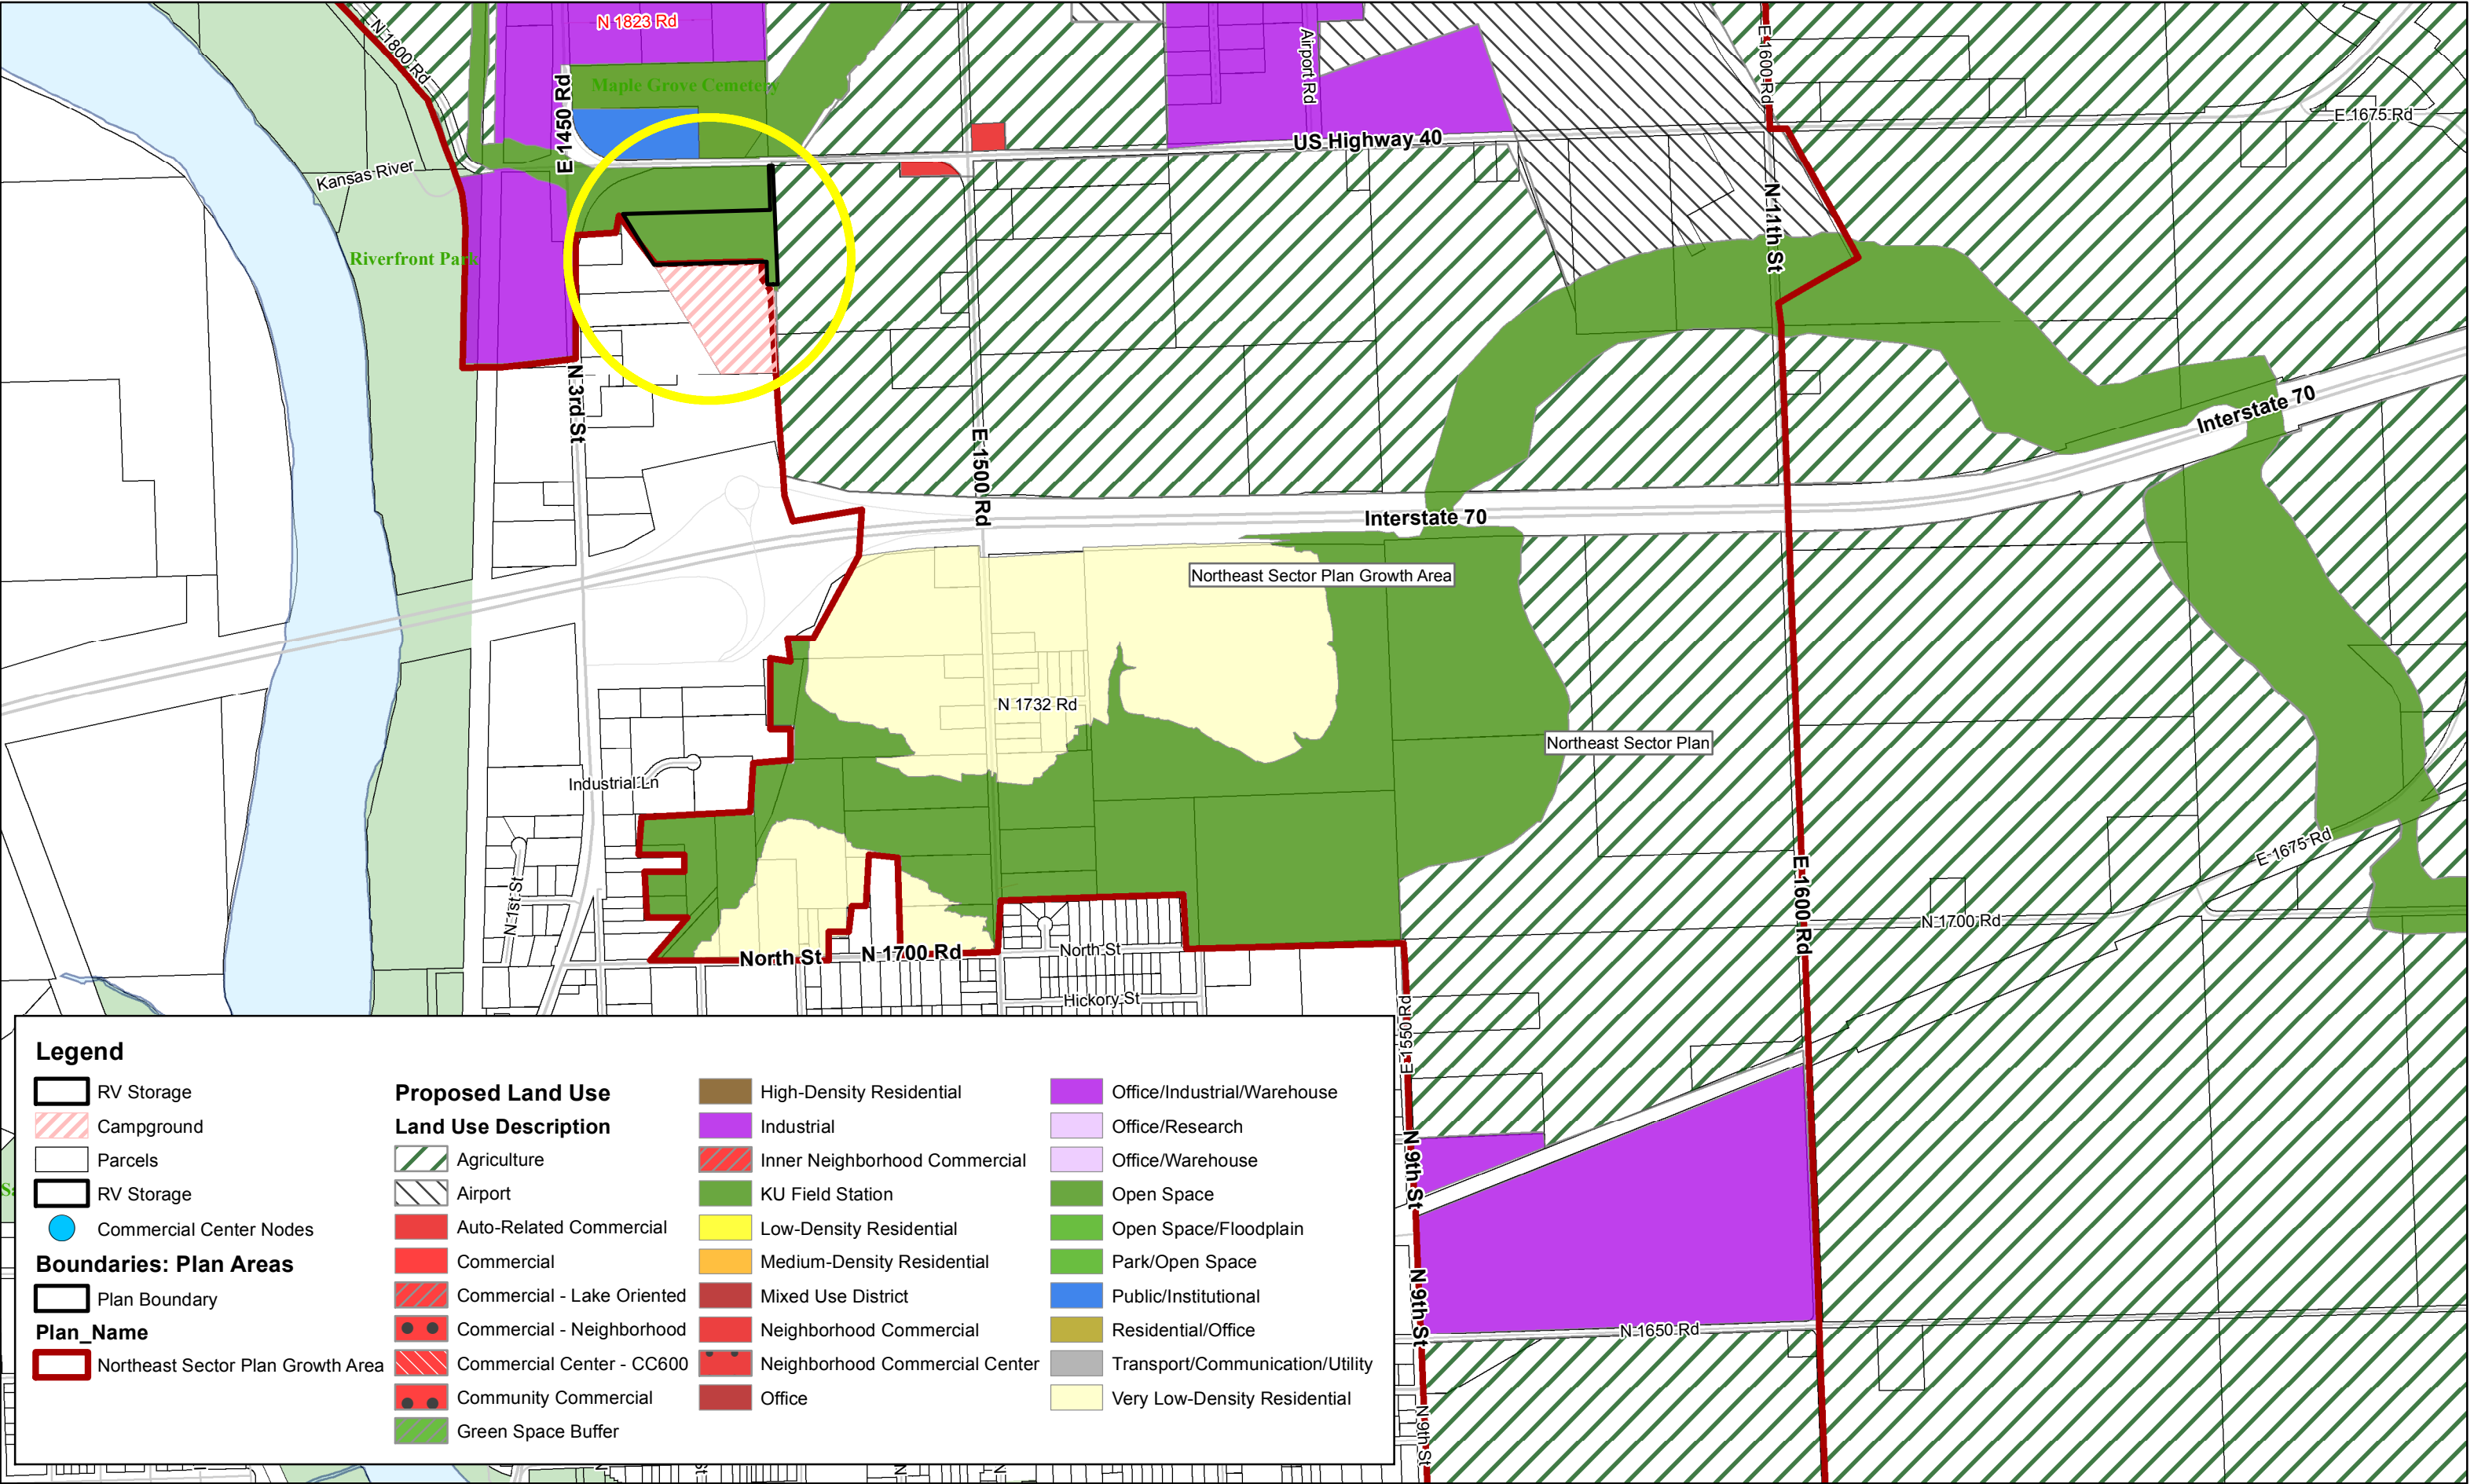 N 1823 Rd
N 1800 Rd
Airport Rd
E 1600 Rd
E 1450 Rd
Maple Grove Cemetery
E 1675 Rd
US Highway 40
Kansas River
N 11th St
Riverfront Park
N 3rd St
E 1500 Rd
Interstate 70
Interstate 70
Northeast Sector Plan Growth Area
N 1732 Rd
Northeast Sector Plan
Industrial Ln
E 1675 Rd
N 1st St
E 1600 Rd
N 1700 Rd
North St
N 1700 Rd
North St
Hickory St
E 1550 Rd
N 9th St
N 9th St
N 1650 Rd
N 9th St
Legend
RV Storage
Campground
Parcels
RV Storage
Commercial Center Nodes
Boundaries: Plan Areas
Plan Boundary
Plan_Name
Northeast Sector Plan Growth Area
Proposed Land Use
Land Use Description
Agriculture
Airport
Auto-Related Commercial
Commercial
Commercial - Lake Oriented
Commercial - Neighborhood
Commercial Center - CC600
Community Commercial
Green Space Buffer
High-Density Residential
Industrial
Inner Neighborhood Commercial
KU Field Station
Low-Density Residential
Medium-Density Residential
Mixed Use District
Neighborhood Commercial
Neighborhood Commercial Center
Office
Office/Industrial/Warehouse
Office/Research
Office/Warehouse
Open Space
Open Space/Floodplain
Park/Open Space
Public/Institutional
Residential/Office
Transport/Communication/Utility
Very Low-Density Residential